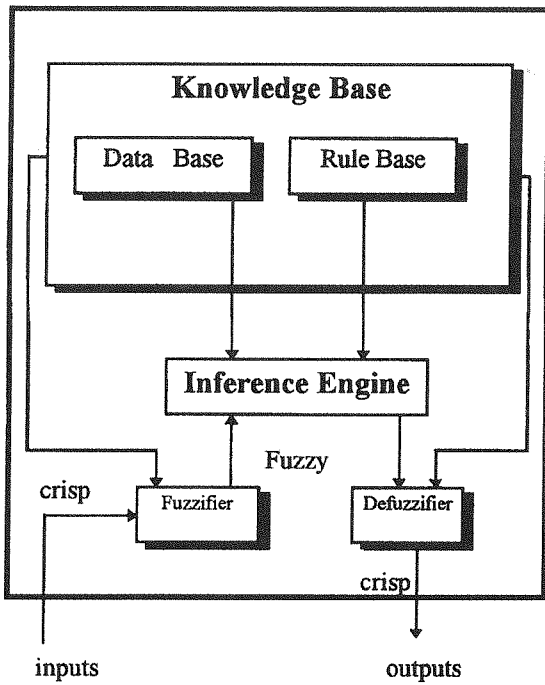 Knowledge Base
Data Base
Rule Base
Inference Engine
Fuzzy
crisp
Fuzzifier
Defuzzifier
crisp
inputs
outputs